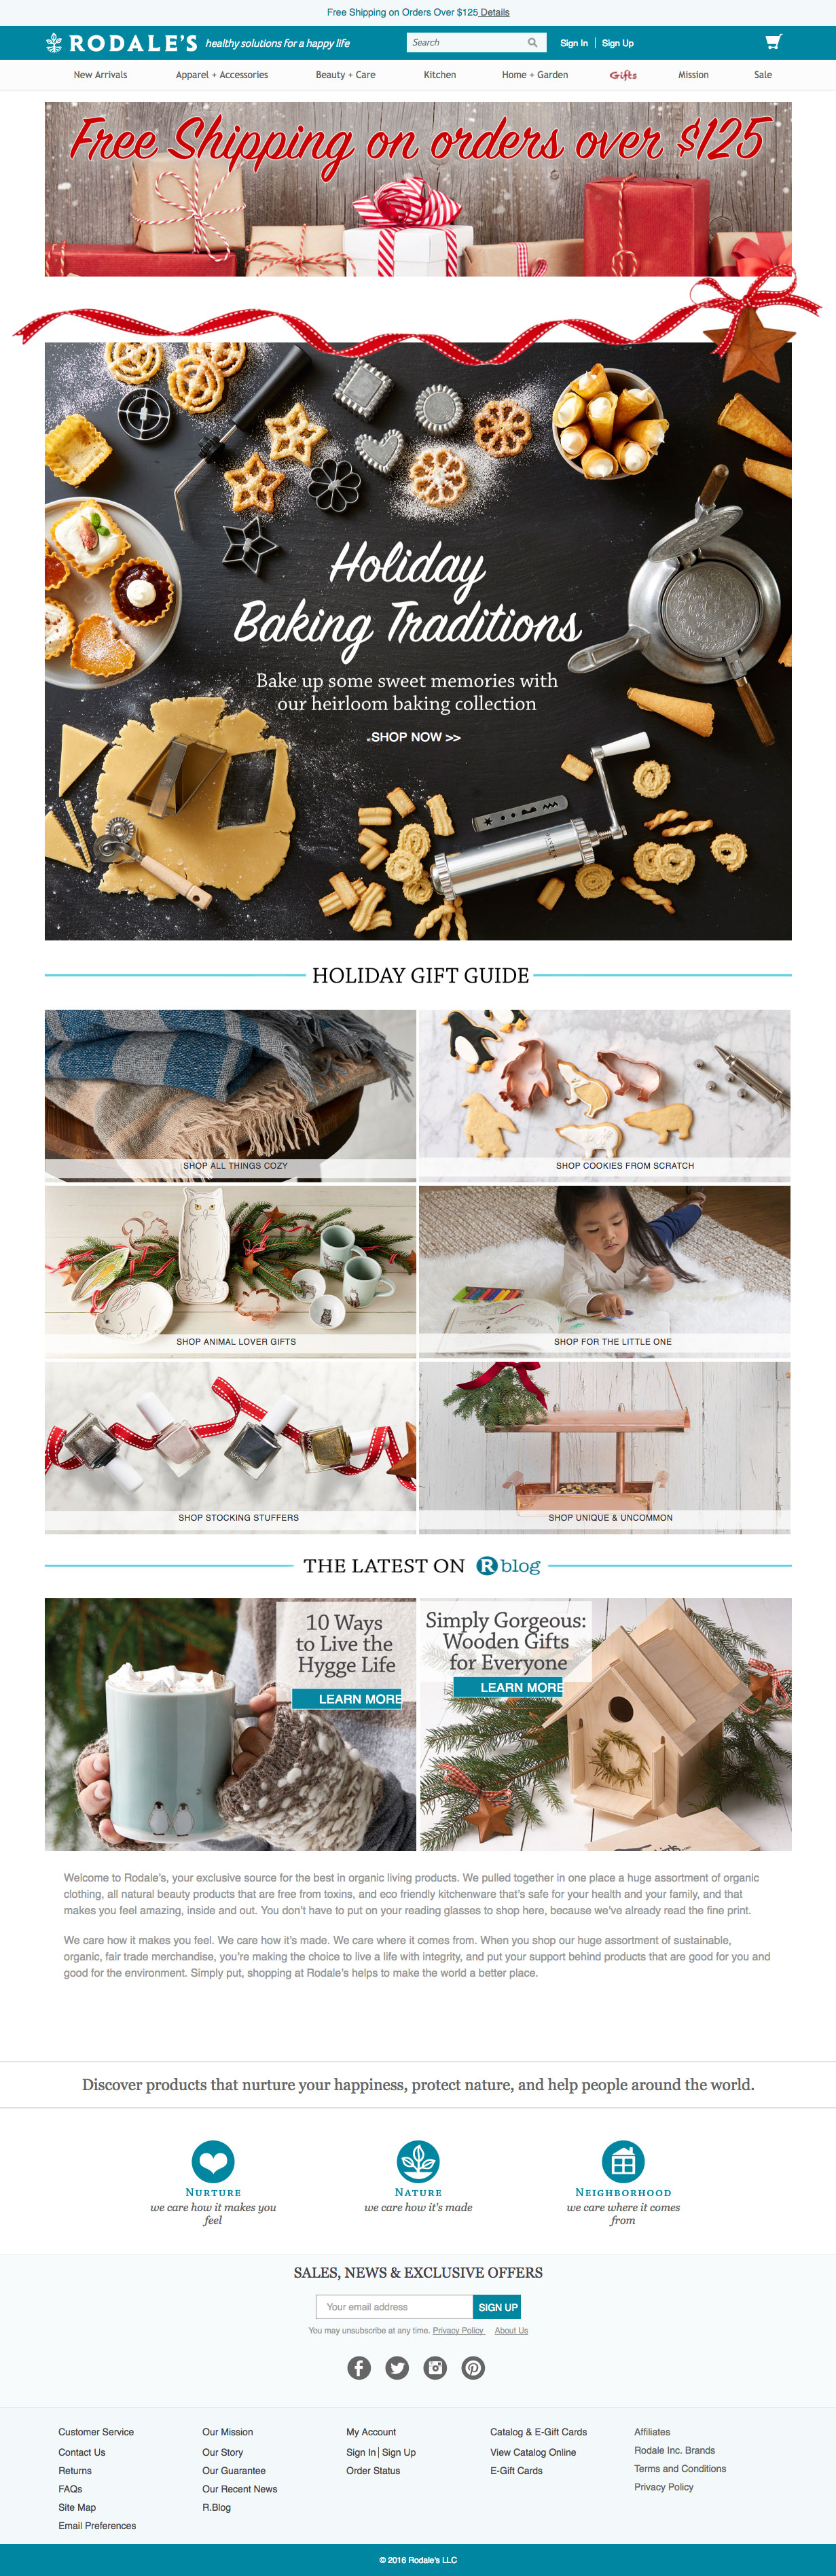 Free Shipping on Orders Over $125 Details
RODALE'S healthy solutions for a happy life
Search
Sign In | Sign Up
New Arrivals
Apparel + Accessories
Beauty + Care
Kitchen
Home + Garden
Gifts
Mission
Sale
Free Shipping on orders over $125
Holiday
Baking Traditions
Bake up some sweet memories with
our heirloom baking collection
.SHOP NOW >>
HOLIDAY GIFT GUIDE
SHOP ALL THINGS COZY
SHOP COOKIES FROM SCRATCH
SHOP ANIMAL LOVER GIFTS
SHOP FOR THE LITTLE ONE
SHOP STOCKING STUFFERS
SHOP UNIQUE & UNCOMMON
THE LATEST ON R blog
10 Ways
to Live the
Hygge Life
LEARN MORE
Simply Gorgeous:
Wooden Gifts
for Everyone
LEARN MORE
Welcome to Rodale's, your exclusive source for the best in organic living products. We pulled together in one place a huge assortment of organic
clothing, all natural beauty products that are free from toxins, and eco friendly kitchenware that's safe for your health and your family, and that
makes you feel amazing, inside and out. You don't have to put on your reading glasses to shop here, because we've already read the fine print.
We care how it makes you feel. We care how it's made. We care where it comes from. When you shop our huge assortment of sustainable,
organic, fair trade merchandise, you're making the choice to live a life with integrity, and put your support behind products that are good for you and
good for the environment. Simply put, shopping at Rodale's helps to make the world a better place.
Discover products that nurture your happiness, protect nature, and help people around the world.
NURTURE
we care how it makes you
feel
NATURE
we care how it's made
NEIGHBORHOOD
we care where it comes
from
SALES, NEWS & EXCLUSIVE OFFERS
Your email address
SIGN UP
You may unsubscribe at any time. Privacy Policy About Us
Customer Service
Contact Us
Returns
FAQs
Site Map
Email Preferences
Our Mission
Our Story
Our Guarantee
Our Recent News
R.Blog
My Account
Sign In | Sign Up
Order Status
Catalog & E-Gift Cards
View Catalog Online
E-Gift Cards
Affiliates
Rodale Inc. Brands
Terms and Conditions
Privacy Policy
© 2016 Rodale's LLC